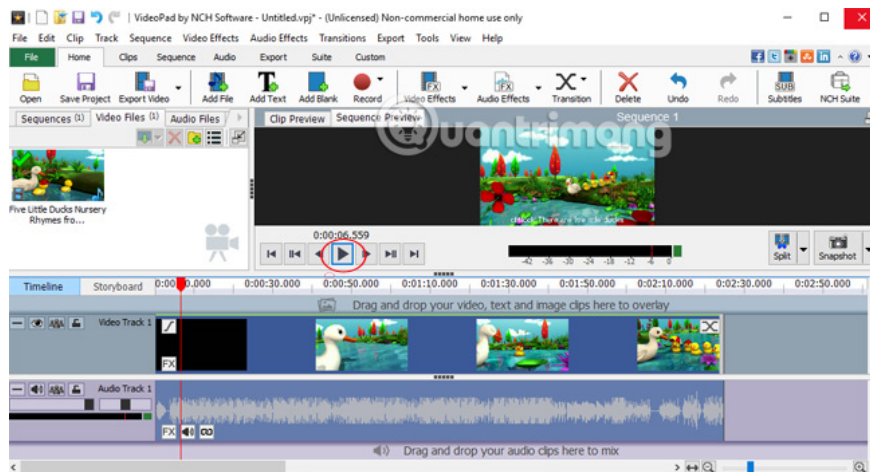 VideoPad by NCH Software - Untitled.vpj* - (Unlicensed) Non-commercial home use only
File Edit Clip Track Sequence Video Effects Audio Effects Transitions Export Tools View Help
File Home Clips Sequence Audio Export Suite Custom
Open Save Project Export Video Add File Add Text Add Blank Record Video Effects Audio Effects Transition Delete Undo Redo Subtitles NCH Suite
Sequences (1) Video Files (1) Audio Files Clip Preview Sequence Preview Sequence 1
Quantrimang
Five Little Ducks Nursery
Rhymes fro...
0:00:06.559
-42 -36 -30 -24 -18 -12 -6 0
Split Snapshot
Timeline Storyboard 0:00:10.000 0:00:30.000 0:00:50.000 0:01:10.000 0:01:30.000 0:01:50.000 0:02:10.000 0:02:30.000 0:02:50.000
Drag and drop your video, text and image clips here to overlay
Video Track 1
FX
Audio Track 1
FX
Drag and drop your audio clips here to mix